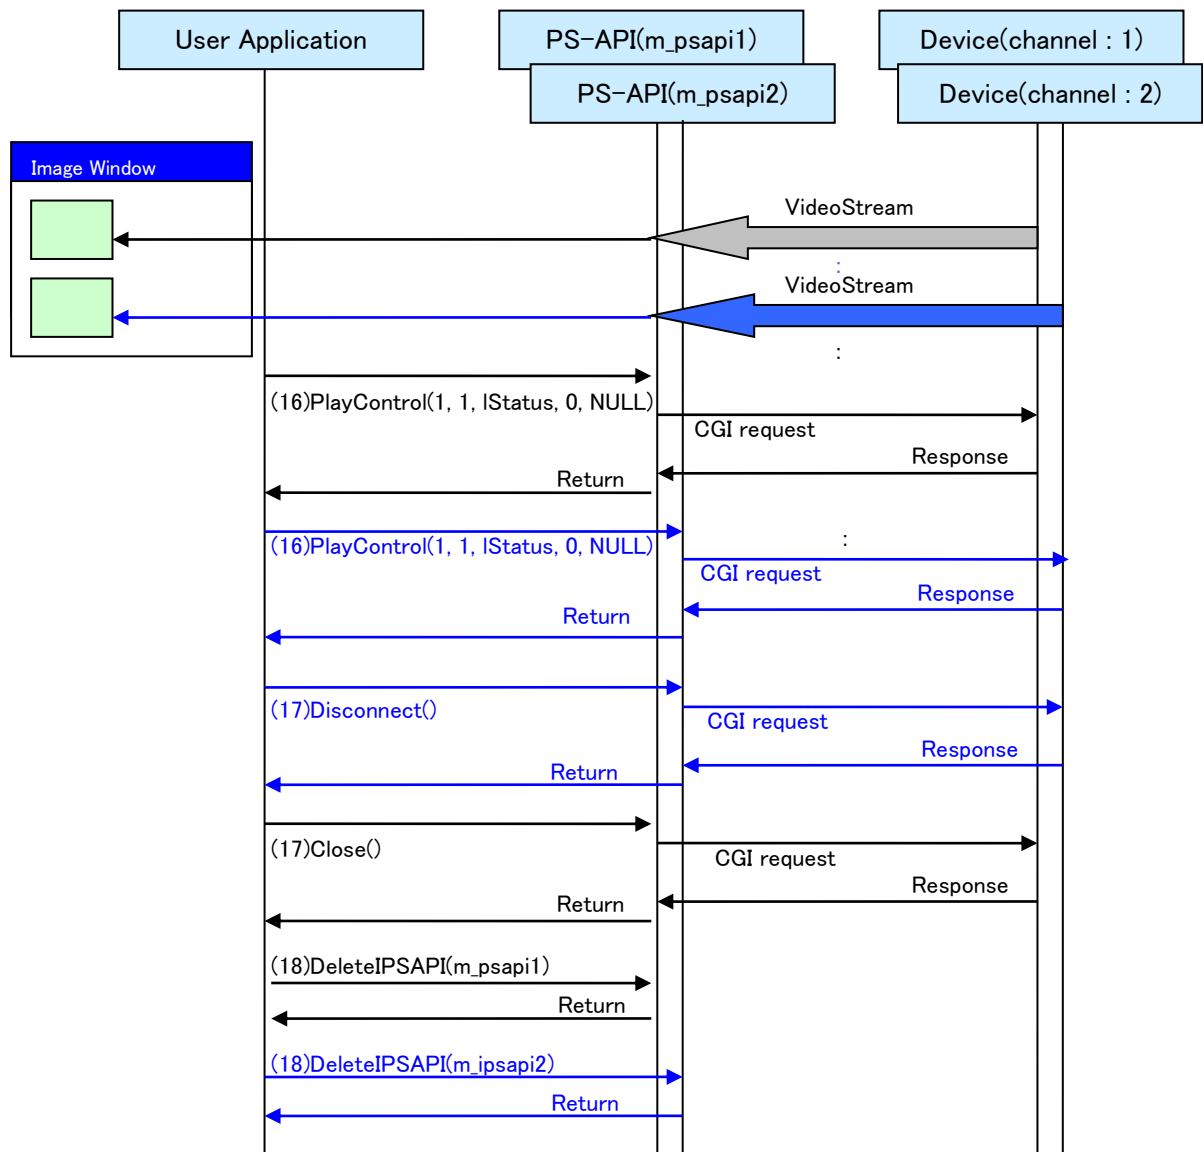 User Application
PS-API(m_psapi1)
Device(channel : 1)
PS-API(m_psapi2)
Device(channel : 2)
Image Window
VideoStream
:
VideoStream
:
(16)PlayControl(1, 1, lStatus, 0, NULL)
CGI request
Response
Return
(16)PlayControl(1, 1, lStatus, 0, NULL)
:
CGI request
Response
Return
(17)Disconnect()
CGI request
Response
Return
(17)Close()
CGI request
Response
Return
(18)DeleteIPSAPI(m_psapi1)
Return
(18)DeleteIPSAPI(m_ipsapi2)
Return